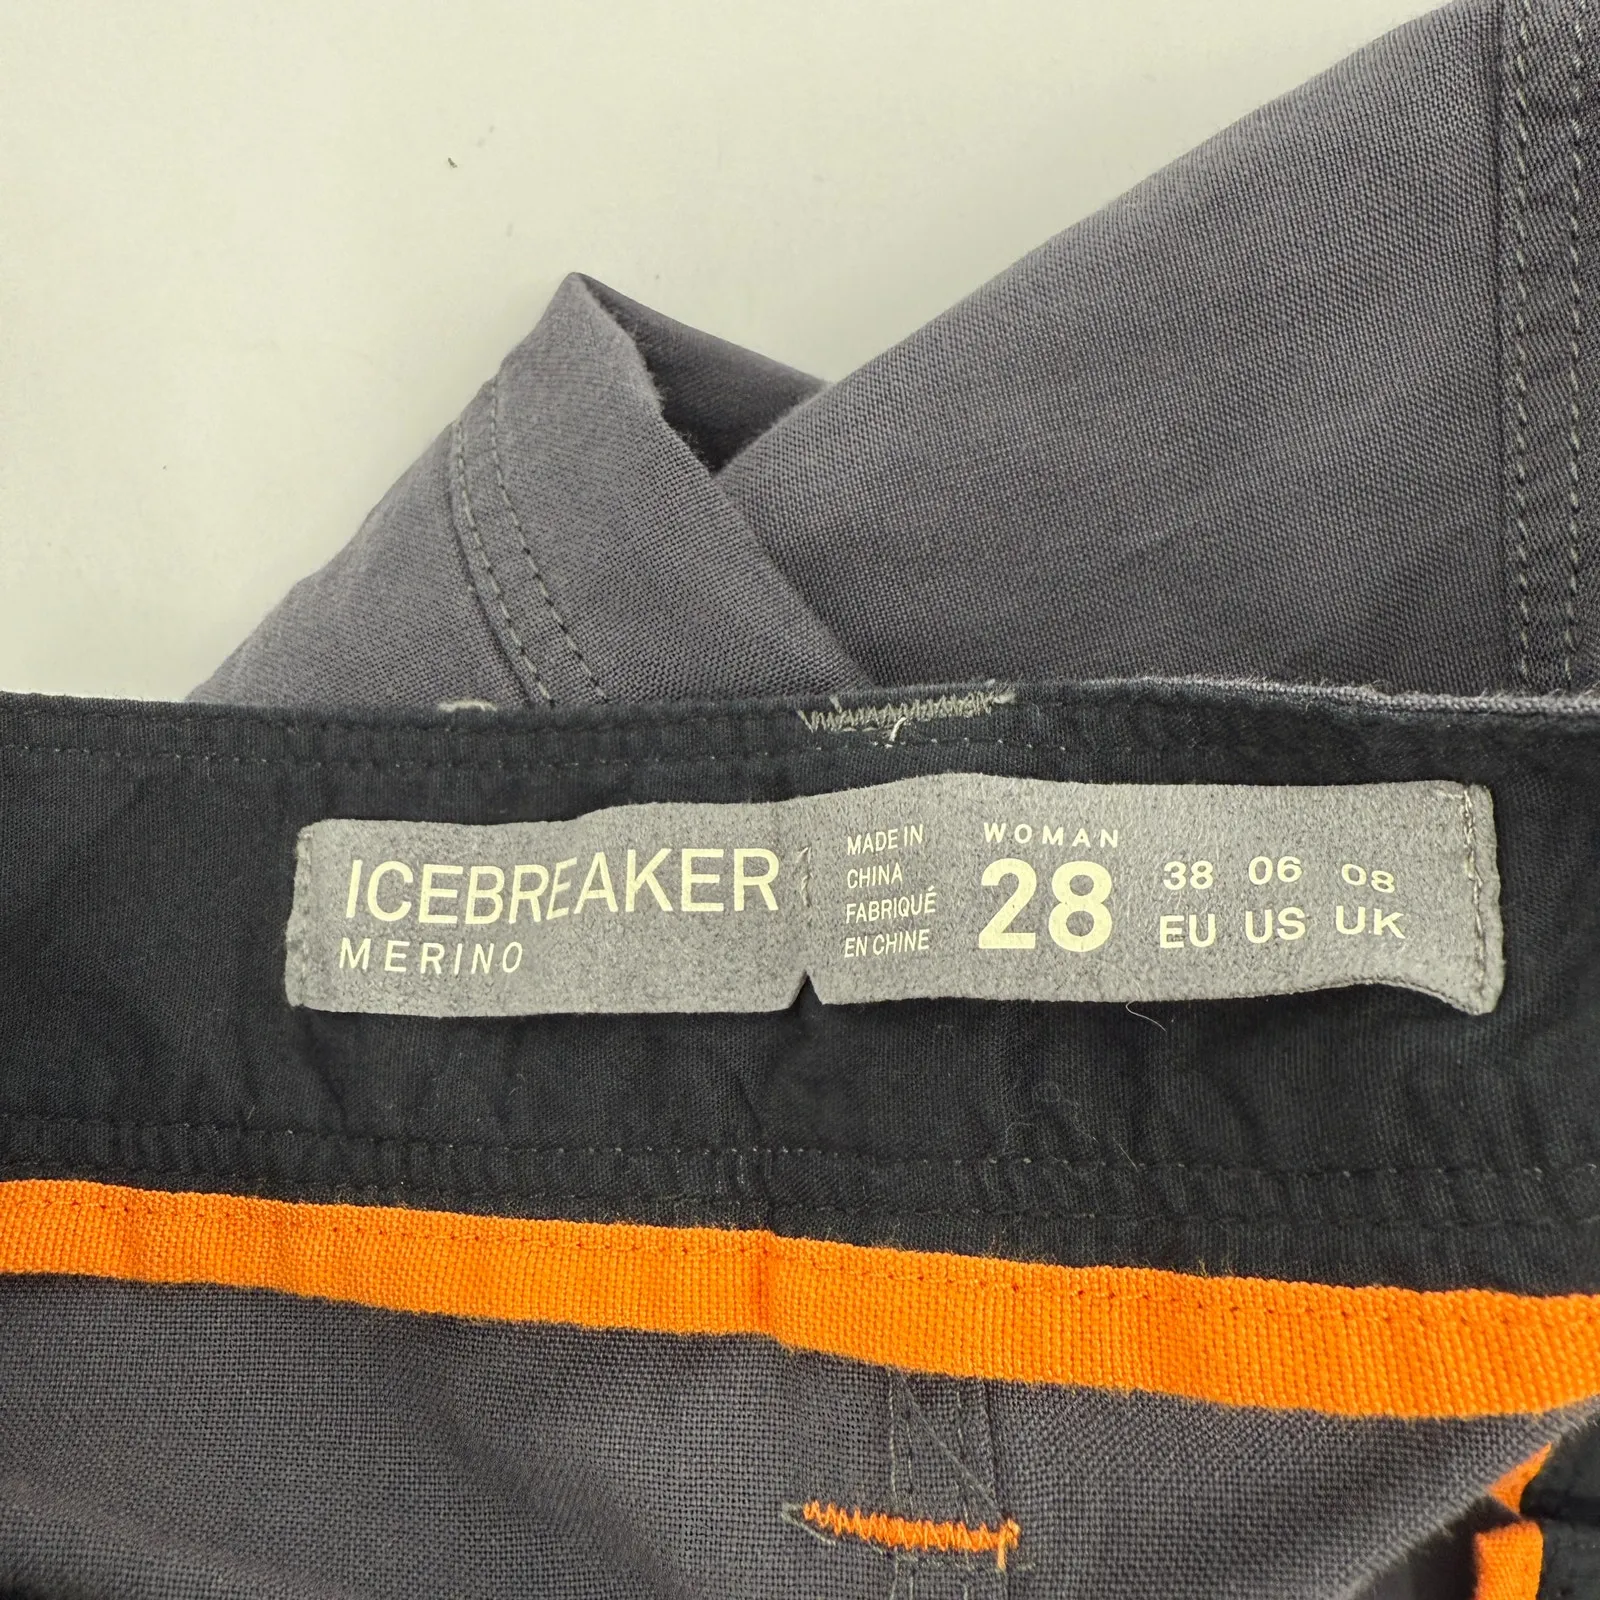 ICEBREAKER
MERINO
MADE IN
CHINA
FABRIQUÉ
EN CHINE
WOMAN
28
38 06 08
EU US UK